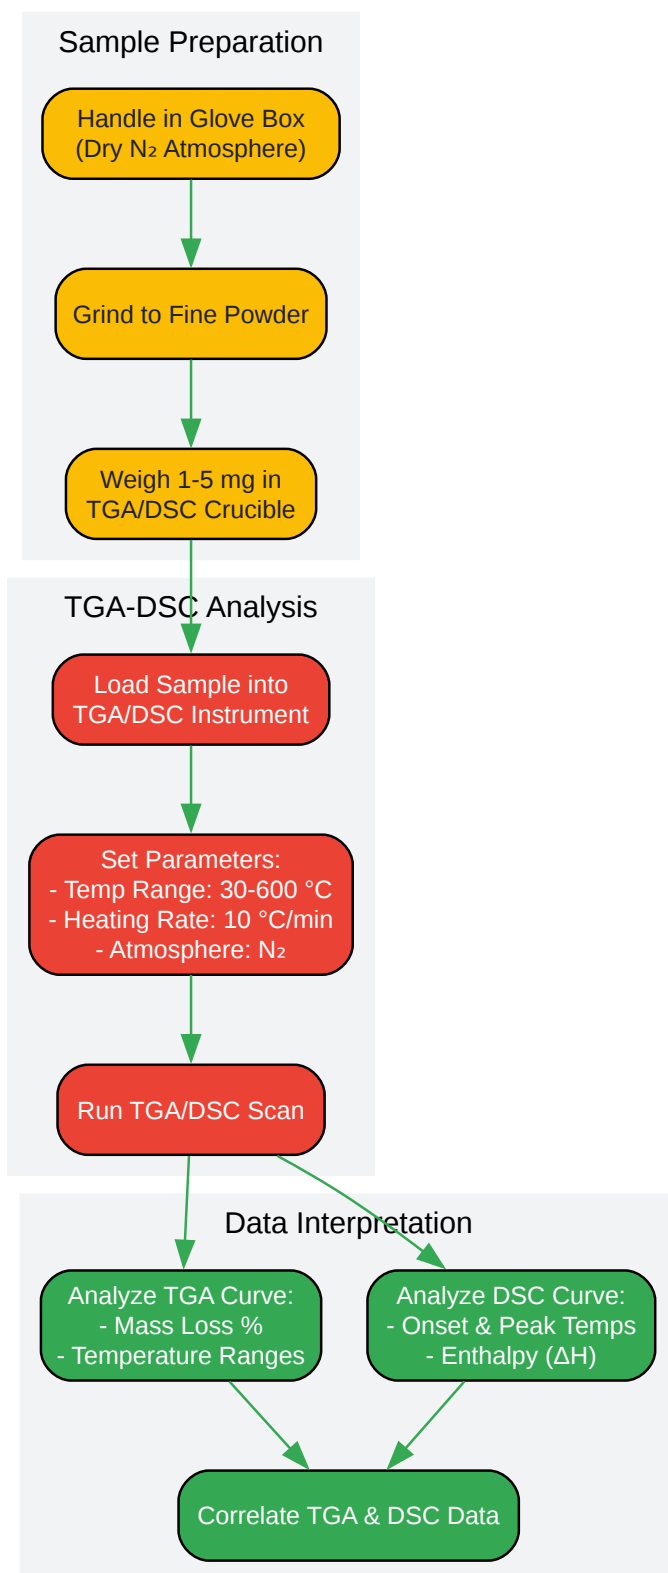 Sample Preparation
Handle in Glove Box
(Dry N₂ Atmosphere)
Grind to Fine Powder
Weigh 1-5 mg in
TGA/DSC Crucible
TGA-DSC Analysis
Load Sample into
TGA/DSC Instrument
Set Parameters:
- Temp Range: 30-600 °C
- Heating Rate: 10 °C/min
- Atmosphere: N₂
Run TGA/DSC Scan
Data Interpretation
Analyze TGA Curve:
- Mass Loss %
- Temperature Ranges
Analyze DSC Curve:
- Onset & Peak Temps
- Enthalpy (ΔH)
Correlate TGA & DSC Data